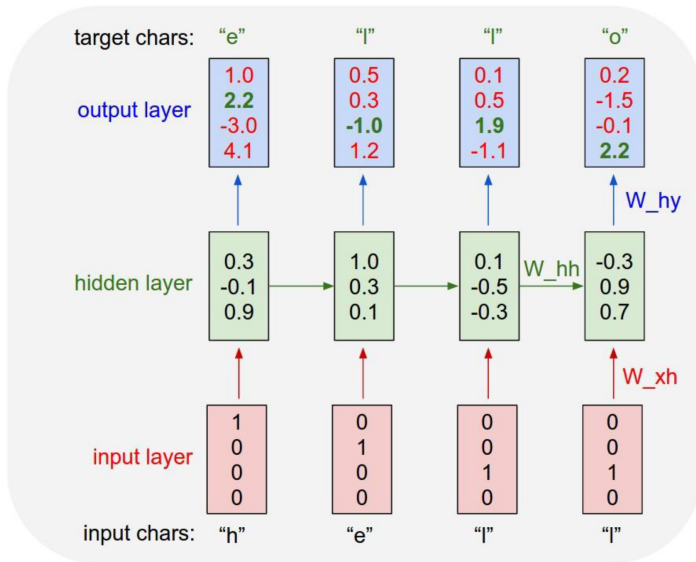 target chars: “e” “l” “l” “o”
output layer
1.0 0.5 0.1 0.2
2.2 0.3 0.5 -1.5
-3.0 -1.0 1.9 -0.1
4.1 1.2 -1.1 2.2
W_hy
hidden layer
0.3 1.0 0.1 -0.3
-0.1 0.3 -0.5 0.9
0.9 0.1 -0.3 0.7
W_hh
W_xh
input layer
1 0 0 0
0 1 0 0
0 0 1 1
0 0 0 0
input chars: “h” “e” “l” “l”